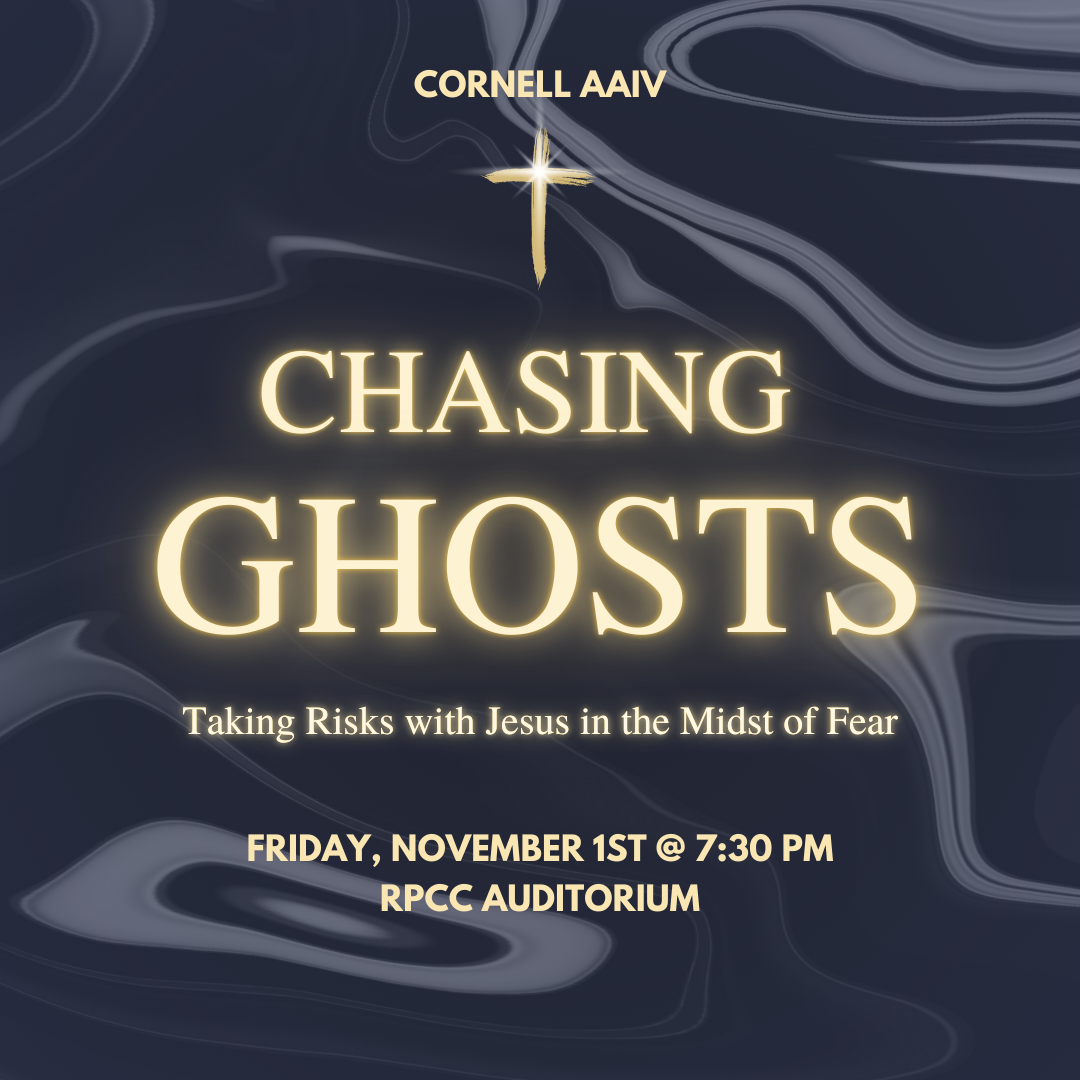 CORNELL AAIV
CHASING
GHOSTS
Taking Risks with Jesus in the Midst of Fear
FRIDAY, NOVEMBER 1ST @ 7:30 PM
RPCC AUDITORIUM